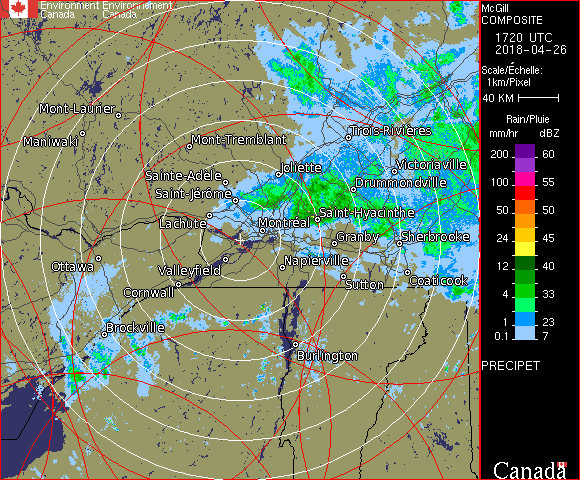 Environment Environnement
Canada Canada
McGill
COMPOSITE
1720 UTC
2018-04-26
Scale/Échelle:
1km/Pixel
40 KM
Rain/Pluie
mm/hr dBZ
200 60
150 57
100 55
50 50
24 45
12 40
4 33
2 23
0.1 7
PRECIPET
Canada
Mont-Laurier
Maniwaki
Mont-Tremblant
Trois-Rivières
Joliette
Victoriaville
Sainte-Adèle
Drummondville
Saint-Jérôme
Lachute
Saint-Hyacinthe
Montréal
Granby
Sherbrooke
Ottawa
Valleyfield
Napierville
Cornwall
Sutton
Coaticook
Brockville
Burlington